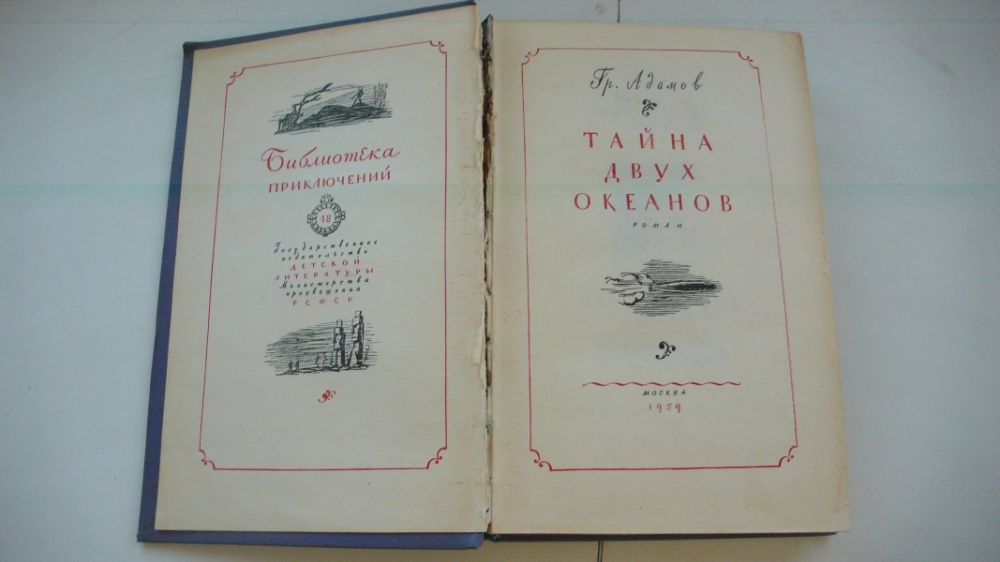 Библиотека
ПРИКЛЮЧЕНИЙ
18
Государственное
издательство
ДЕТСКОЙ
ЛИТЕРАТУРЫ
Министерства
просвещения
РСФСР
Гр. Адамов
ТАЙНА
ДВУХ
ОКЕАНОВ
РОМАН
МОСКВА
1959